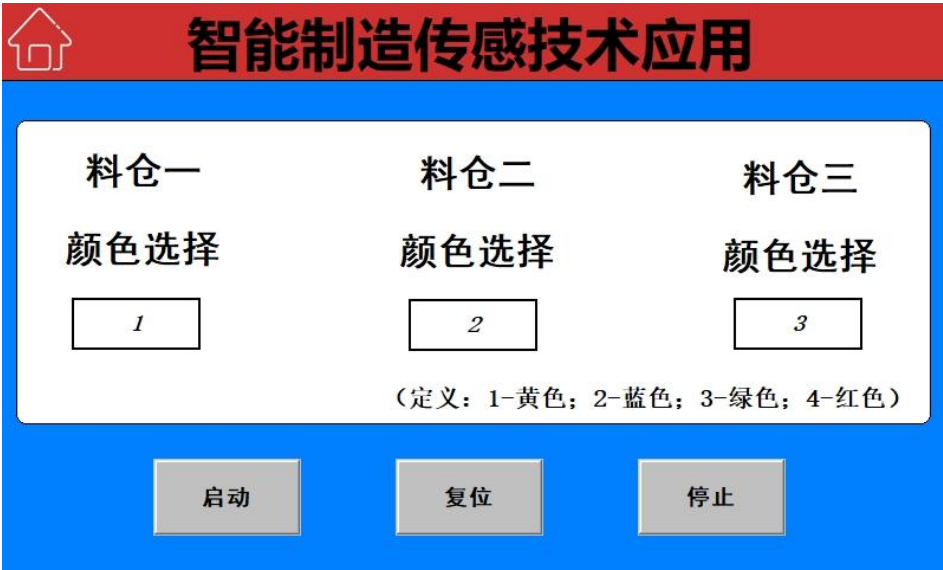 智能制造传感技术应用
料仓一 料仓二 料仓三
颜色选择 颜色选择 颜色选择
1 2 3
（定义：1-黄色；2-蓝色；3-绿色；4-红色）
启动 复位 停止